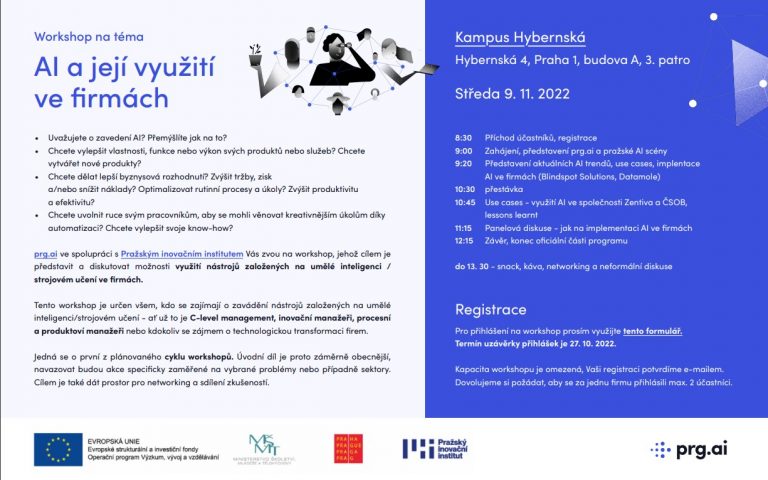 Workshop na téma
AI a její využití
ve firmách
• Uvažujete o zavedení AI? Přemýšlíte jak na to?
• Chcete vylepšit vlastnosti, funkce nebo výkon svých produktů nebo služeb? Chcete
vytvářet nové produkty?
• Chcete dělat lepší byznysová rozhodnutí? Zvýšit tržby, zisk
a/nebo snížit náklady? Optimalizovat rutinní procesy a úkoly? Zvýšit produktivitu
a efektivitu?
• Chcete uvolnit ruce svým pracovníkům, aby se mohli věnovat kreativnějším úkolům díky
automatizaci? Chcete vylepšit svoje know-how?
prg.ai ve spolupráci s Pražským inovačním institutem Vás zvou na workshop, jehož cílem je
představit a diskutovat možnosti využití nástrojů založených na umělé inteligenci /
strojovém učení ve firmách.
Tento workshop je určen všem, kdo se zajímají o zavádění nástrojů založených na umělé
inteligenci/strojovém učení - ať už to je C-level management, inovační manažeři, procesní
a produktoví manažeři nebo kdokoliv se zájmem o technologickou transformaci firem.
Jedná se o první z plánovaného cyklu workshopů. Úvodní díl je proto záměrně obecnější,
navazovat budou akce specificky zaměřené na vybrané problémy nebo případně sektory.
Cílem je také dát prostor pro networking a sdílení zkušeností.
Kampus Hybernská
Hybernská 4, Praha 1, budova A, 3. patro
Středa 9. 11. 2022
8:30 Příchod účastníků, registrace
9:00 Zahájení, představení prg.ai a pražské AI scény
9:20 Představení aktuálních AI trendů, use cases, implentace
AI ve firmách (Blindspot Solutions, Datamole)
10:30 přestávka
10:45 Use cases - využití AI ve společnosti Zentiva a ČSOB,
lessons learnt
11:15 Panelová diskuse - jak na implementaci AI ve firmách
12:15 Závěr, konec oficiální části programu
do 13. 30 - snack, káva, networking a neformální diskuse
Registrace
Pro přihlášení na workshop prosím využijte tento formulář.
Termín uzávěrky přihlášek je 27. 10. 2022.
Kapacita workshopu je omezená, Vaši registraci potvrdíme e-mailem.
Dovolujeme si požádat, aby se za jednu firmu přihlásili max. 2 účastníci.
EVROPSKÁ UNIE
Evropské strukturální a investiční fondy
Operační program Výzkum, vývoj a vzdělávání
MŠMT
MINISTERSTVO ŠKOLSTVÍ,
MLÁDEŽE A TĚLOVÝCHOVY
PRA HA
PRA GUE
PRA GA
PRA G
Pražský
inovační
institut
prg.ai